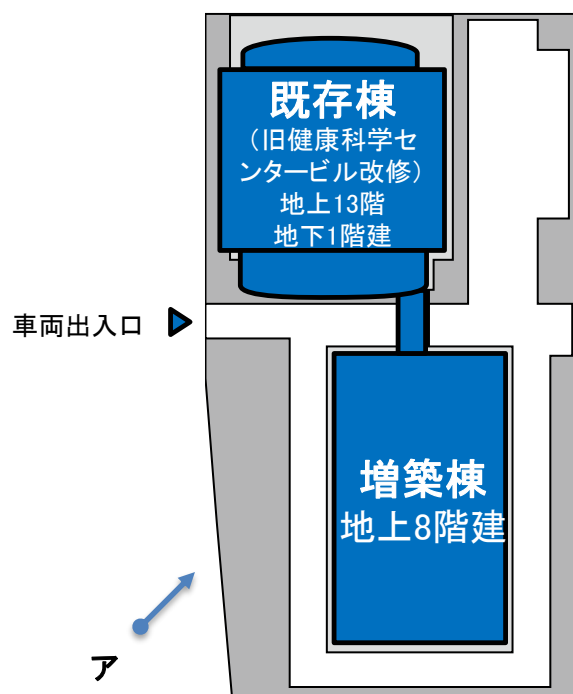 既存棟
（旧健康科学セ
ンタービル改修）
地上13階
地下1階建
車両出入口
増築棟
地上8階建
ア